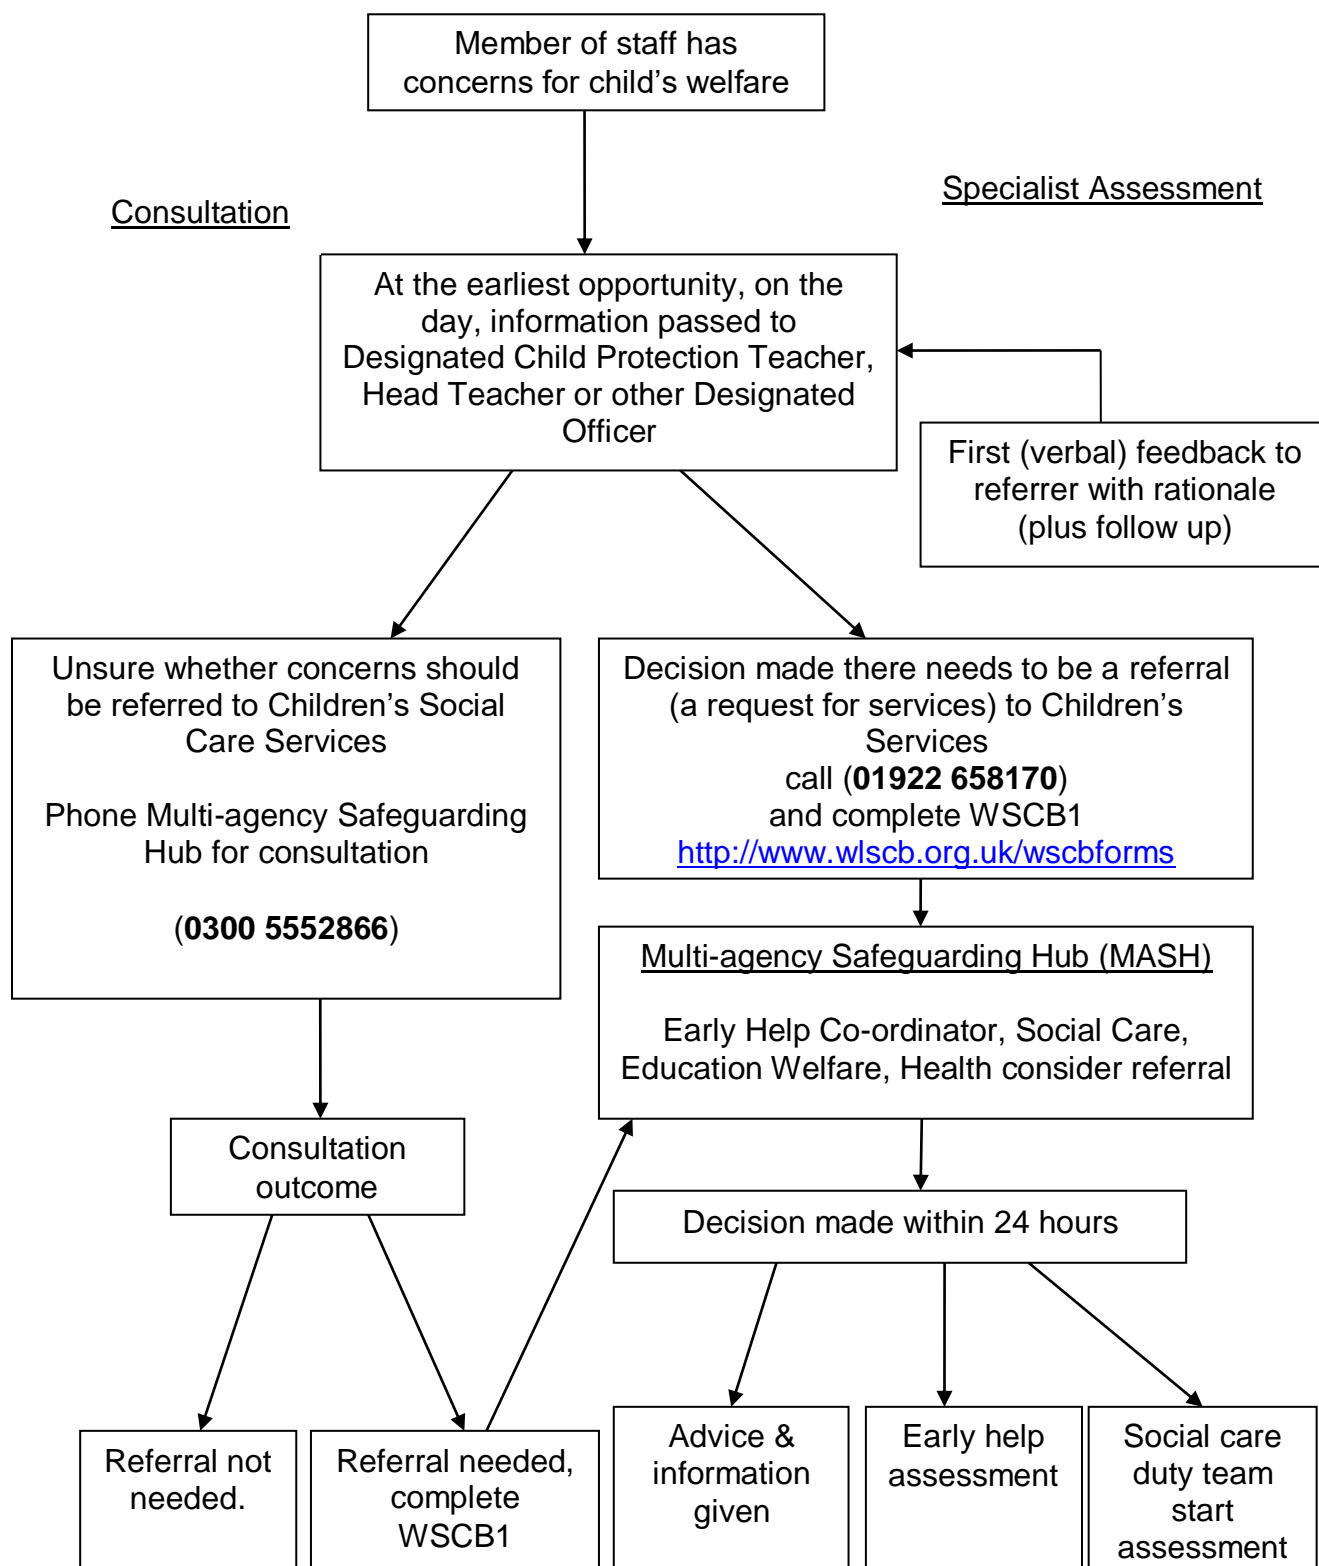 Member of staff has
concerns for child’s welfare
Specialist Assessment
Consultation
At the earliest opportunity, on the
day, information passed to
Designated Child Protection Teacher,
Head Teacher or other Designated
Officer
First (verbal) feedback to
referrer with rationale
(plus follow up)
Unsure whether concerns should
be referred to Children’s Social
Care Services
Phone Multi-agency Safeguarding
Hub for consultation
(0300 5552866)
Decision made there needs to be a referral
(a request for services) to Children’s
Services
call (01922 658170)
and complete WSCB1
http://www.wlscb.org.uk/wscbforms
Multi-agency Safeguarding Hub (MASH)
Early Help Co-ordinator, Social Care,
Education Welfare, Health consider referral
Consultation
outcome
Decision made within 24 hours
Referral not
needed.
Referral needed,
complete
WSCB1
Advice &
information
given
Early help
assessment
Social care
duty team
start
assessment